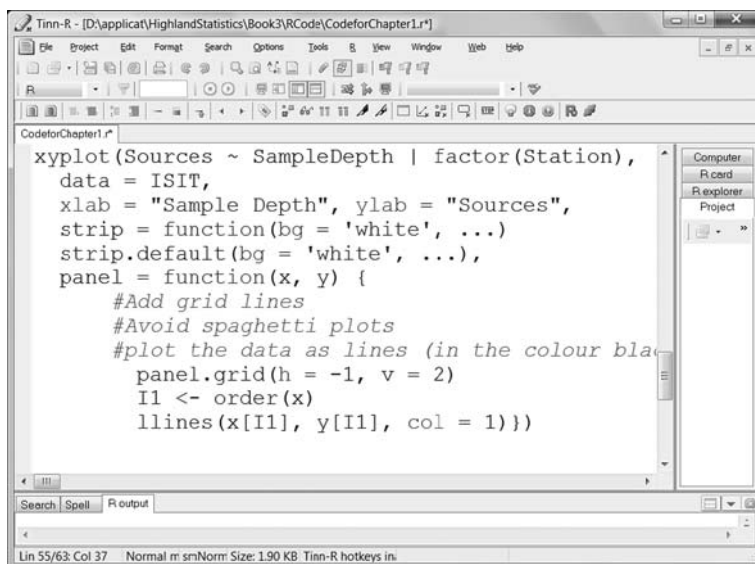 Tinn-R - [D:\applicat\HighlandStatistics\Book3\RCode\CodeforChapter1.r*]
File Project Edit Format Search Options Tools R View Window Web Help
R
CodeforChapter1.r*
xyplot(Sources ~ SampleDepth | factor(Station),
data = ISIT,
xlab = "Sample Depth", ylab = "Sources",
strip = function(bg = 'white', ...)
strip.default(bg = 'white', ...),
panel = function(x, y) {
#Add grid lines
#Avoid spaghetti plots
#plot the data as lines (in the colour blac
panel.grid(h = -1, v = 2)
I1 <- order(x)
llines(x[I1], y[I1], col = 1)})
Computer
R card
R explorer
Project
Search Spell R output
Lin 55/63: Col 37 Normal m smNorm Size: 1.90 KB Tinn-R hotkeys in